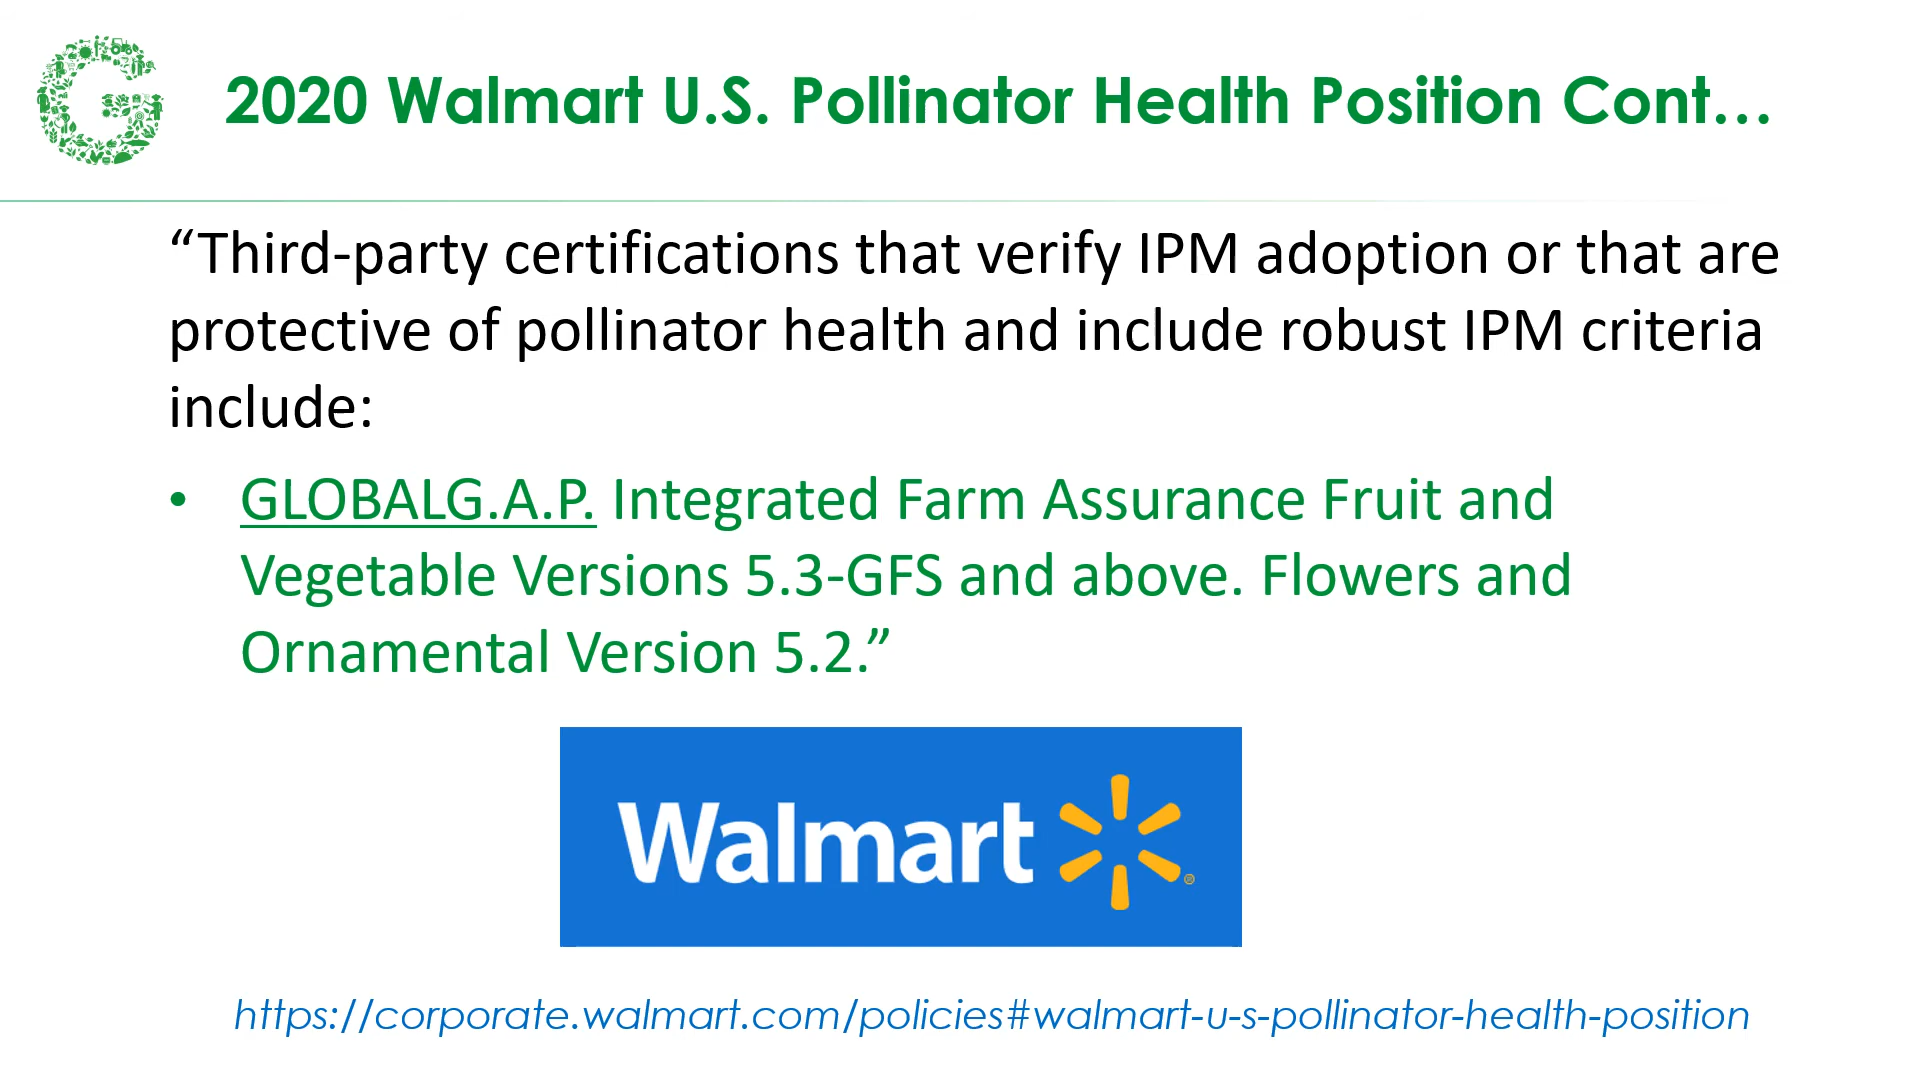 2020 Walmart U.S. Pollinator Health Position Cont…
“Third-party certifications that verify IPM adoption or that are
protective of pollinator health and include robust IPM criteria
include:
• GLOBALG.A.P. Integrated Farm Assurance Fruit and
Vegetable Versions 5.3-GFS and above. Flowers and
Ornamental Version 5.2.”
Walmart ®
https://corporate.walmart.com/policies#walmart-u-s-pollinator-health-position